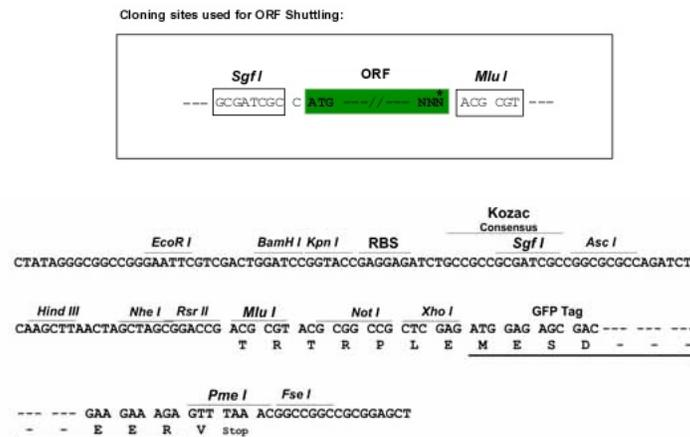 Cloning sites used for ORF Shuttling:
Sgf I ORF Mlu I
--- GCGATCGC C ATG ---//--- NNN* ACG CGT ---
Kozac
Consensus
EcoR I BamH I Kpn I RBS Sgf I Asc I
CTATAGGGCGGCCGGGAATTCGTCGACTGGATCCGGTACCGAGGAGATCTGCCGCCGCGATCGCCGGCGCGCCAGATCT
Hind III Nhe I Rsr II Mlu I Not I Xho I GFP Tag
CAAGCTTAACTAGCTAGCGGACCG ACG CGT ACG CGG CCG CTC GAG ATG GAG AGC GAC--- --- ---
T R T R P L E M E S D - - -
--- --- GAA GAA AGA GTT TAA ACGGCCGGCCGCGGAGCT
- - E E R V Stop
Pme I Fse I